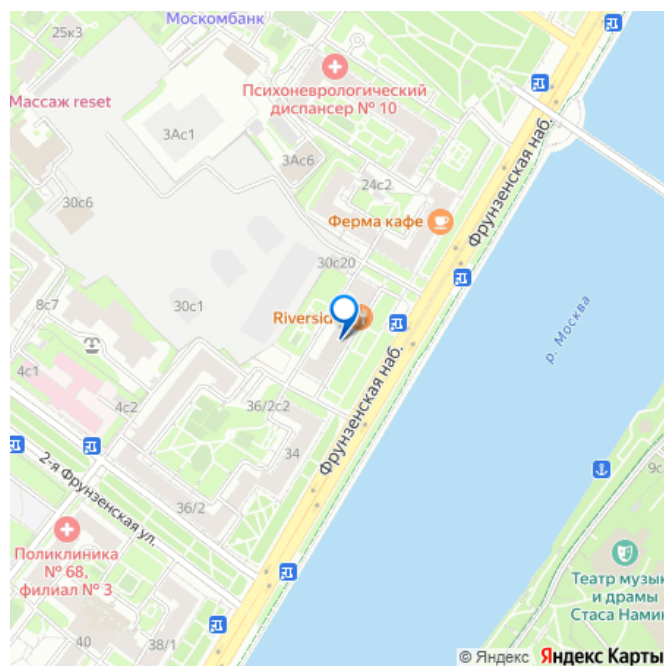 Москомбанк
25к3
Психоневрологический
диспансер № 10
Массаж reset
3Ас1
3Ас6
24с2
Фрунзенская наб.
30с6
Ферма кафе
30с20
30с1
Riversid
8с7
р. Москва
4с1
4с2
36/2с2
Фрунзенская наб.
34
2-я Фрунзенская ул.
36/2
9с
Поликлиника
№ 68,
филиал № 3
Театр музык
и драмы
Стаса Намин
40
38/1
© Яндекс Яндекс Карты